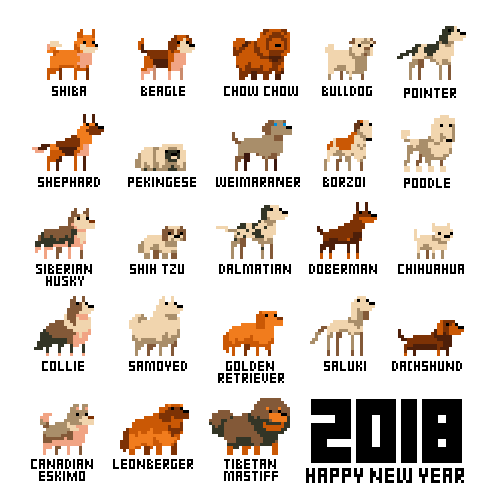 SHIBA
BEAGLE
CHOW CHOW
BULLDOG
POINTER
SHEPHARD
PEKINGESE
WEIMARANER
BORZOI
POODLE
SIBERIAN
HUSKY
SHIH TZU
DALMATIAN
DOBERMAN
CHIHUAHUA
COLLIE
SAMOYED
GOLDEN
RETRIEVER
SALUKI
DACHSHUND
CANADIAN
ESKIMO
LEONBERGER
TIBETAN
MASTIFF
2018
HAPPY NEW YEAR